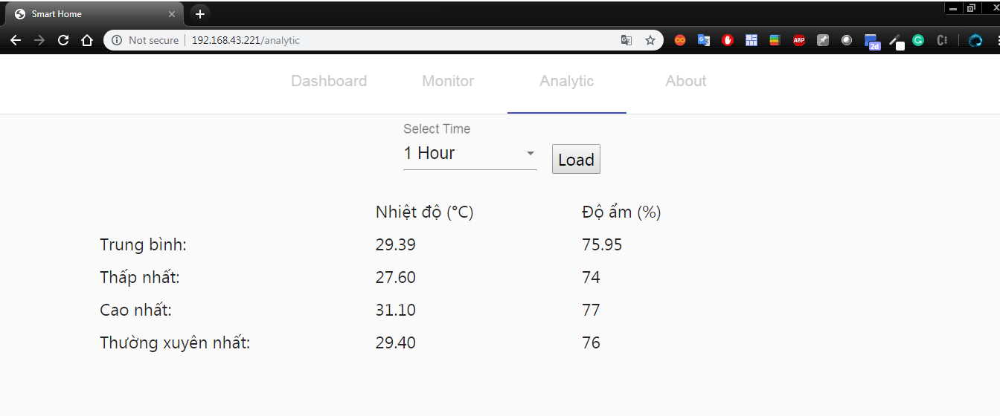 Smart Home
Not secure 192.168.43.221/analytic
ABP 2d
Dashboard Monitor Analytic About
Select Time
1 Hour Load
Nhiệt độ (°C) Độ ẩm (%)
Trung bình: 29.39 75.95
Thấp nhất: 27.60 74
Cao nhất: 31.10 77
Thường xuyên nhất: 29.40 76